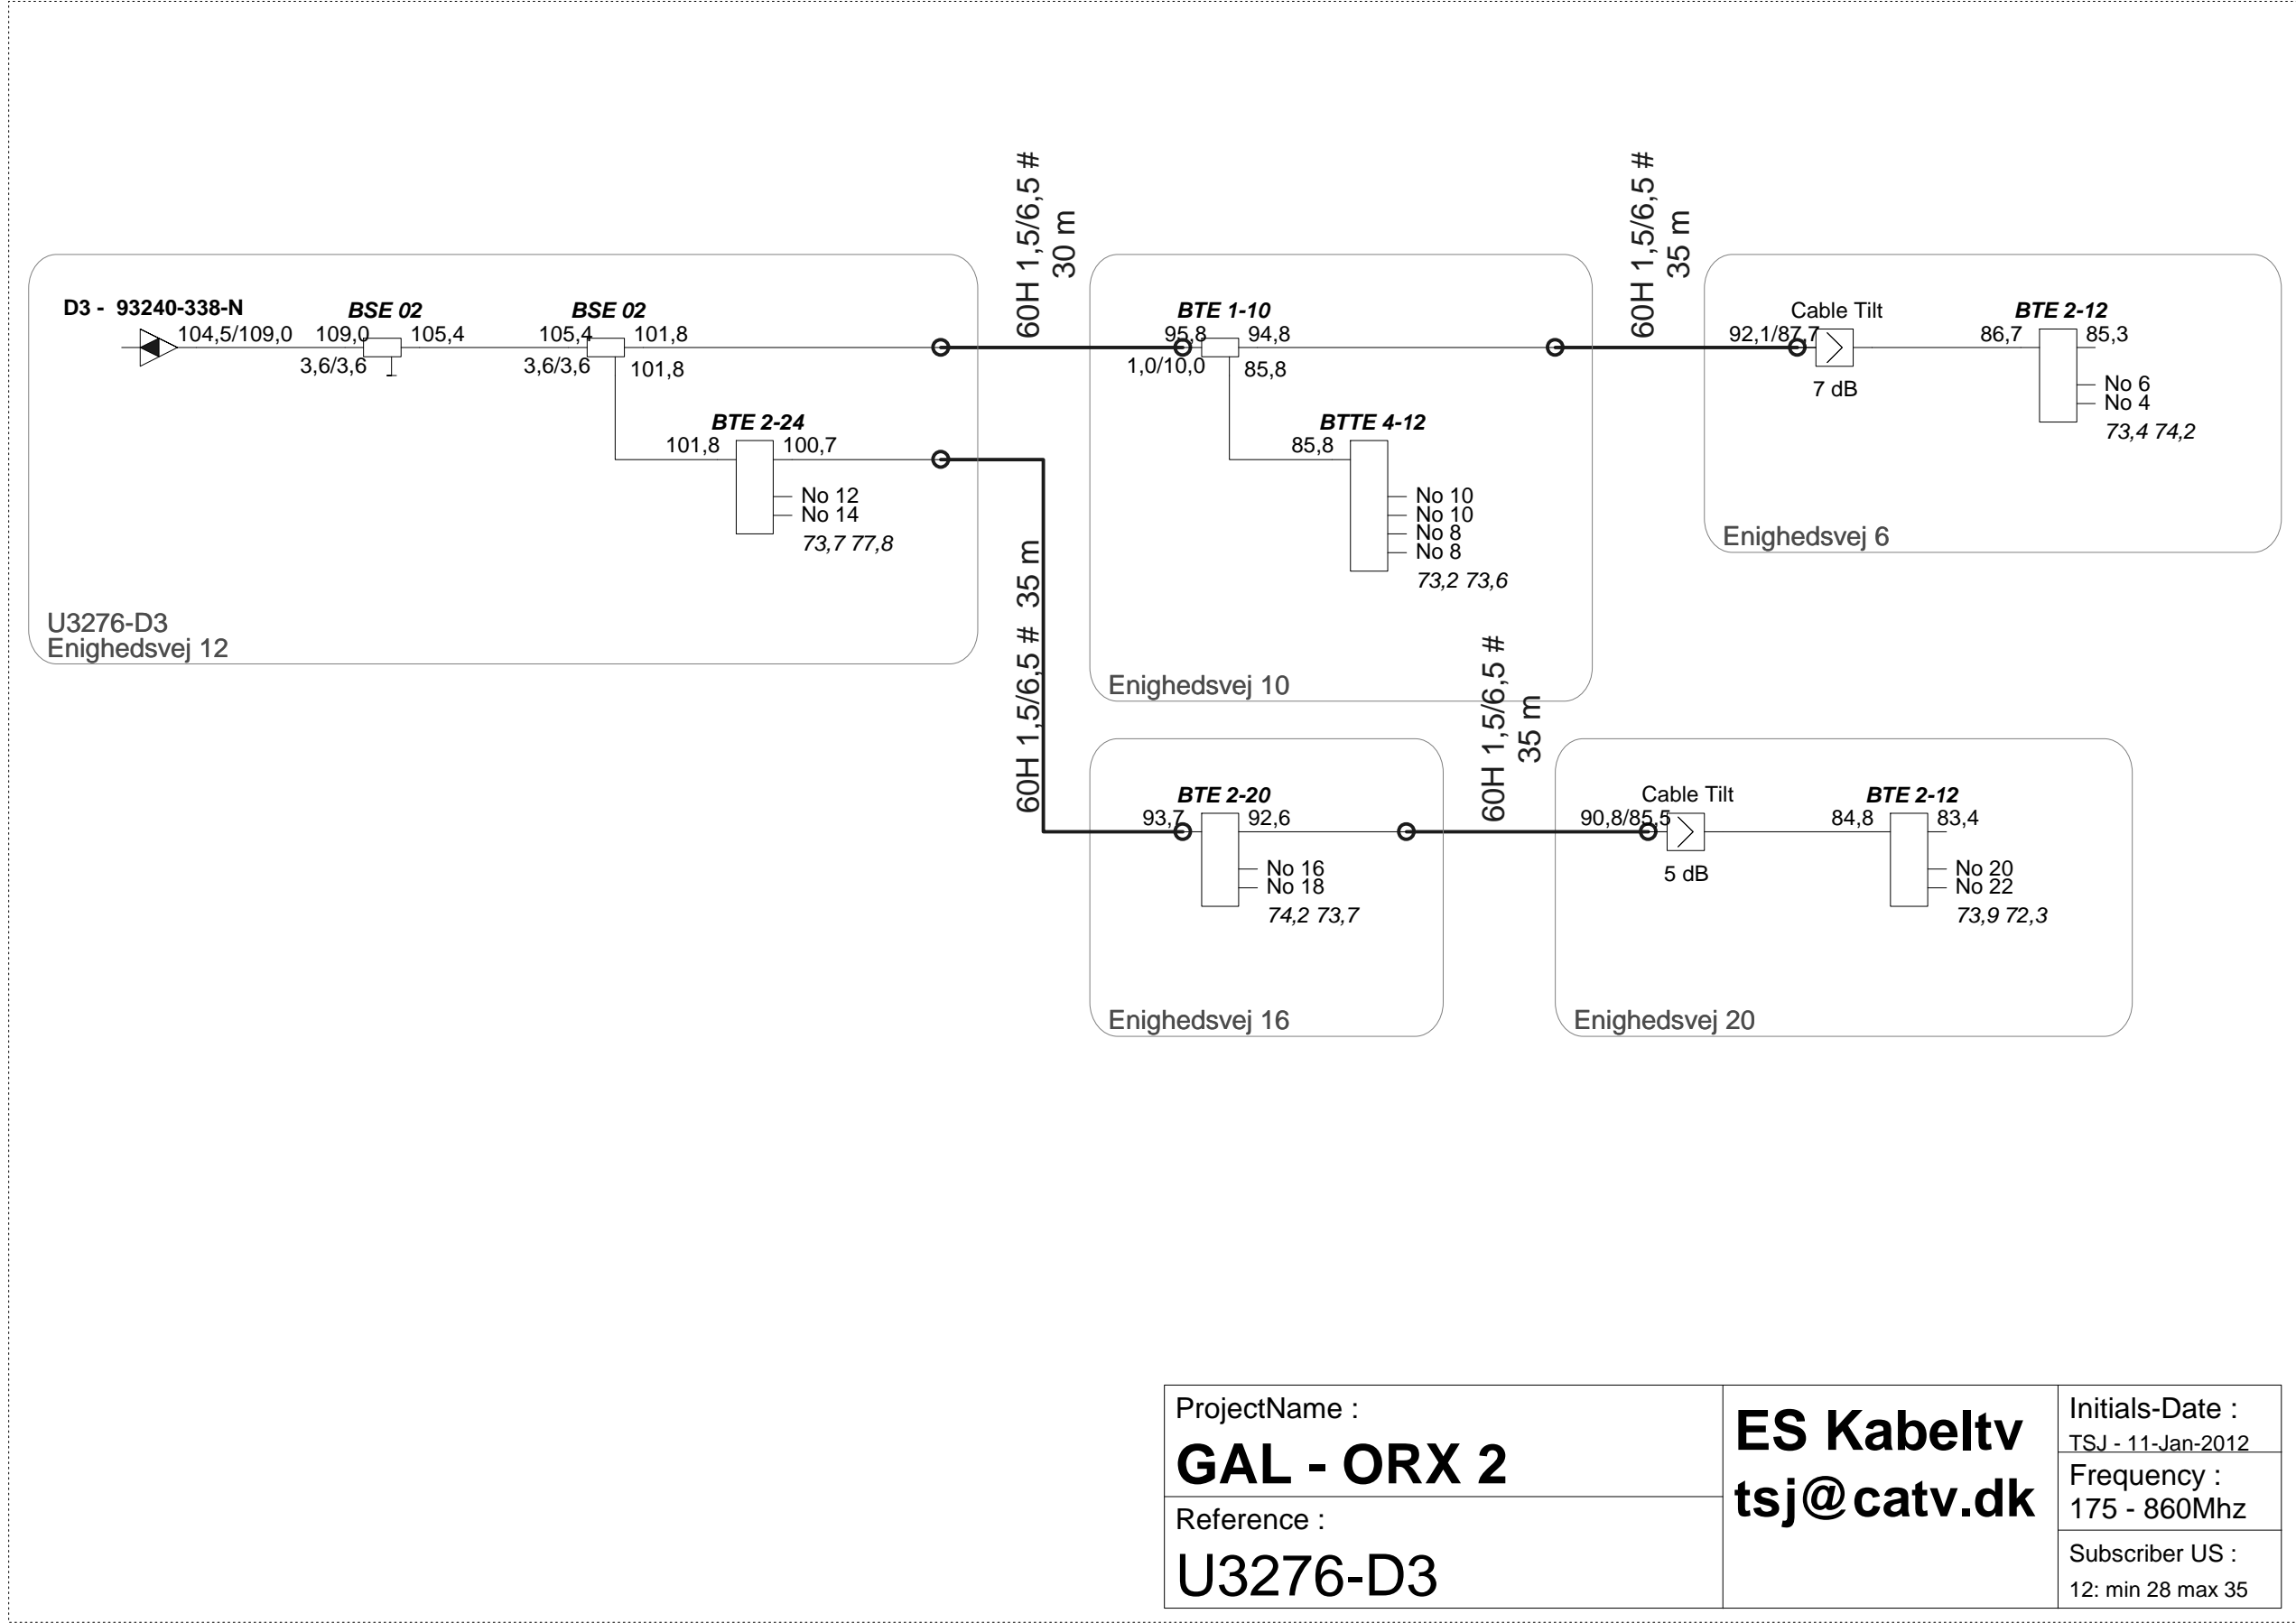 60H 1,5/6,5 #
30 m
60H 1,5/6,5 #
35 m
D3 -  93240-338-N
104,5/109,0
BSE 02
109,0
105,4
3,6/3,6
BSE 02
105,4
101,8
3,6/3,6
101,8
BTE 2-24
101,8
100,7
No 12
No 14
73,7 77,8
U3276-D3
Enighedsvej 12
BTE 1-10
95,8
94,8
1,0/10,0
85,8
BTTE 4-12
85,8
No 10
No 10
No 8
No 8
73,2 73,6
Enighedsvej 10
Cable Tilt
92,1/87,7
7 dB
BTE 2-12
86,7
85,3
No 6
No 4
73,4 74,2
Enighedsvej 6
60H 1,5/6,5 #  35 m
60H 1,5/6,5 #
35 m
BTE 2-20
93,7
92,6
No 16
No 18
74,2 73,7
Enighedsvej 16
Cable Tilt
90,8/85,5
5 dB
BTE 2-12
84,8
83,4
No 20
No 22
73,9 72,3
Enighedsvej 20
ProjectName :
GAL - ORX 2
Reference :
U3276-D3
ES Kabeltv
tsj@catv.dk
Initials-Date :
TSJ - 11-Jan-2012
Frequency :
175 - 860Mhz
Subscriber US :
12: min 28 max 35